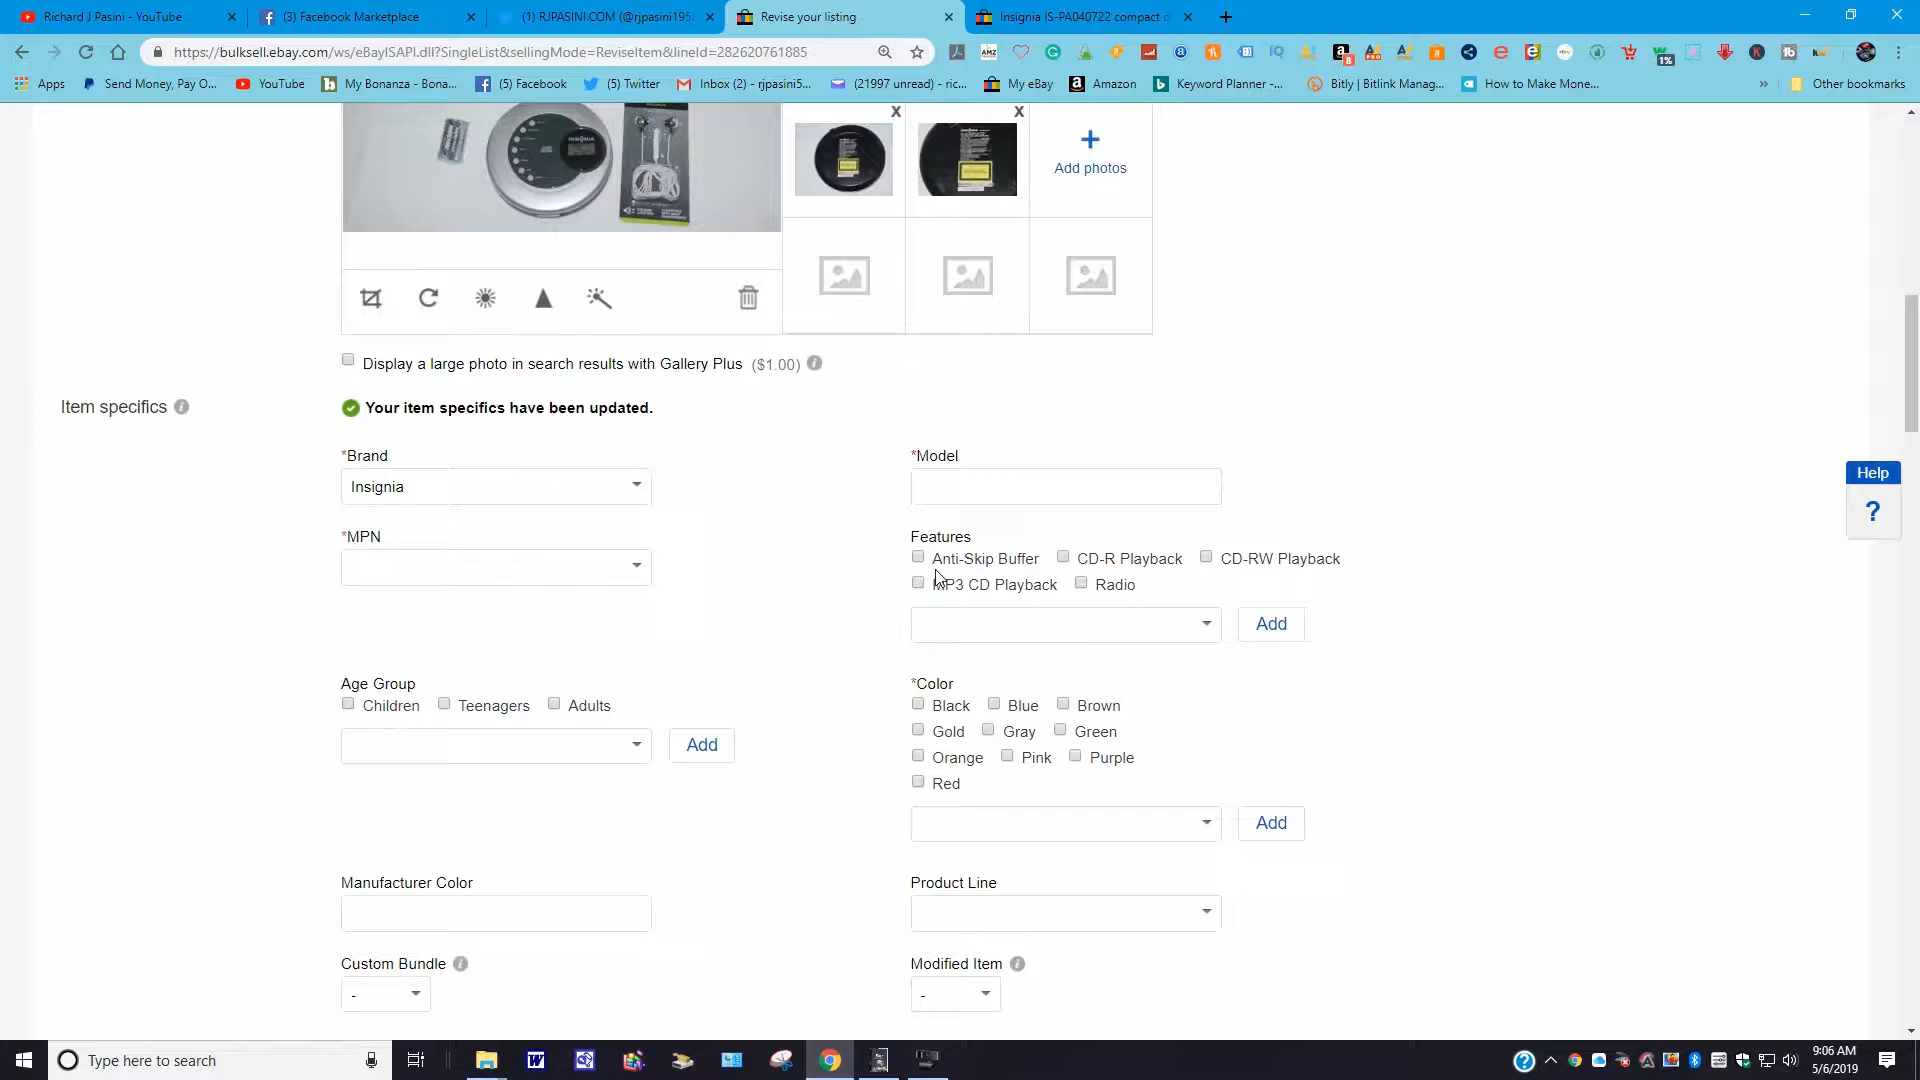 Richard J Pasini - YouTube
(3) Facebook Marketplace
(1) RJPASINI.COM (@rjpasini195
Revise your listing
Insignia IS-PA040722 compact
https://bulksell.ebay.com/ws/eBayISAPI.dll?SingleList&sellingMode=ReviseItem&lineId=282620761885
Apps
Send Money, Pay O...
YouTube
My Bonanza - Bona...
(5) Facebook
(5) Twitter
Inbox (2) - rjpasini5...
(21997 unread) - ric...
My eBay
Amazon
Keyword Planner -...
Bitly | Bitlink Manag...
How to Make Mone...
»
Other bookmarks
X
X
+
Add photos
Display a large photo in search results with Gallery Plus ($1.00)
Item specifics
Your item specifics have been updated.
*Brand
*Model
Insignia
Help
?
*MPN
Features
Anti-Skip Buffer CD-R Playback CD-RW Playback
MP3 CD Playback Radio
Add
Age Group
*Color
Children Teenagers Adults
Black Blue Brown
Gold Gray Green
Add
Orange Pink Purple
Red
Add
Manufacturer Color
Product Line
Custom Bundle
Modified Item
-
-
Type here to search
9:06 AM
5/6/2019